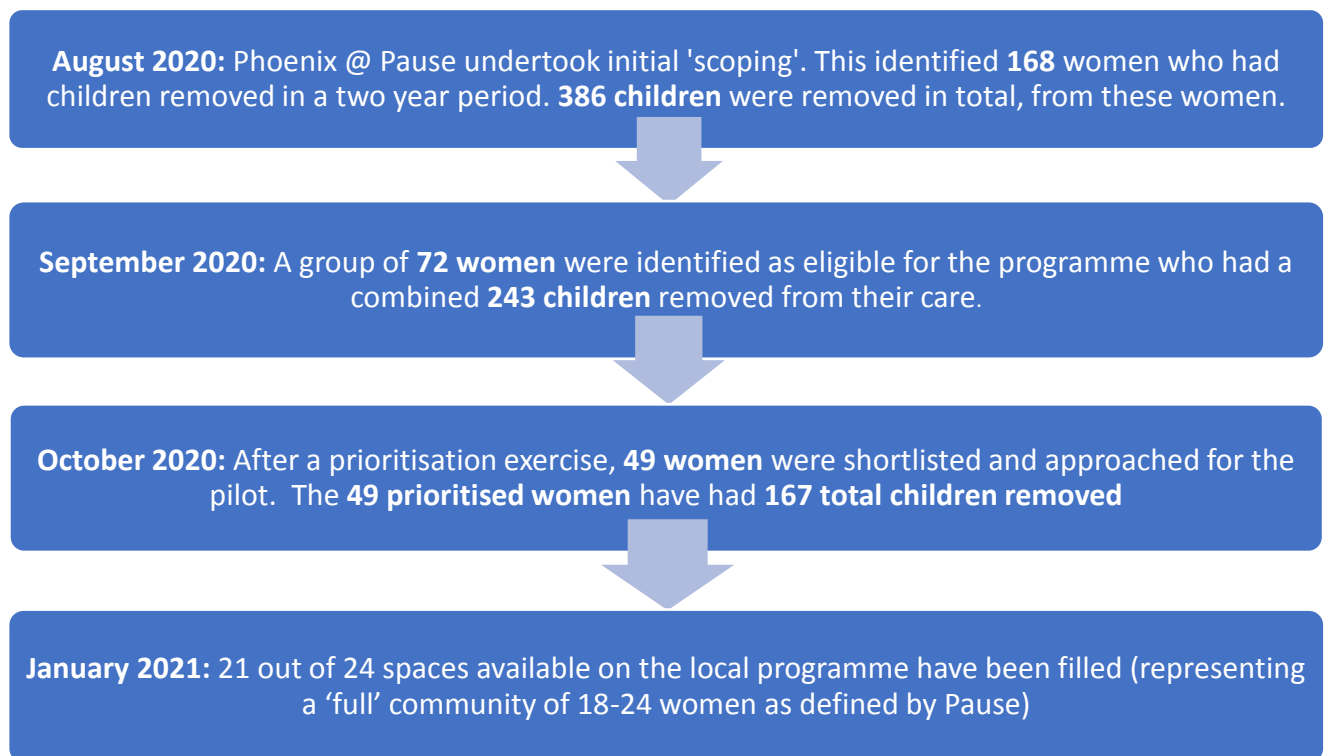 August 2020: Phoenix @ Pause undertook initial 'scoping'. This identified 168 women who had
children removed in a two year period. 386 children were removed in total, from these women.
September 2020: A group of 72 women were identified as eligible for the programme who had a
combined 243 children removed from their care.
October 2020: After a prioritisation exercise, 49 women were shortlisted and approached for the
pilot.  The 49 prioritised women have had 167 total children removed
January 2021: 21 out of 24 spaces available on the local programme have been filled (representing
a ‘full’ community of 18-24 women as defined by Pause)